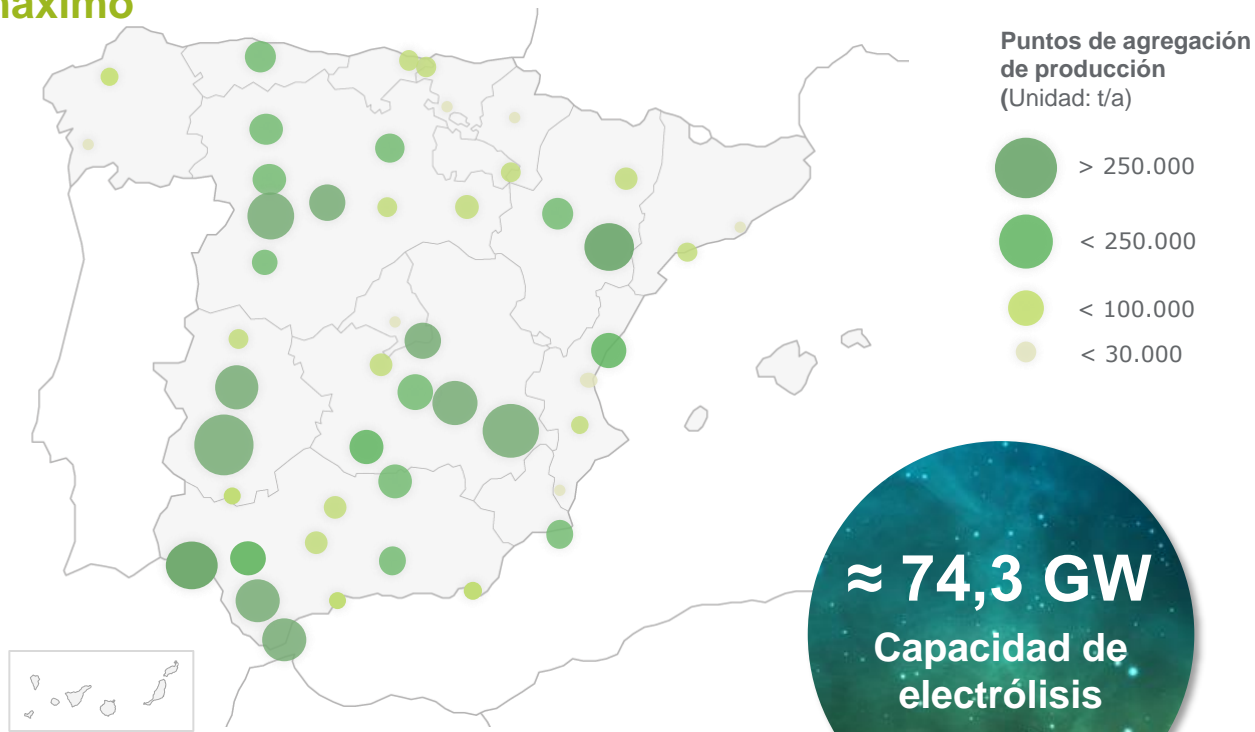 máximo
Puntos de agregación
de producción
(Unidad: t/a)
> 250.000
< 250.000
< 100.000
< 30.000
≈ 74,3 GW
Capacidad de
electrólisis